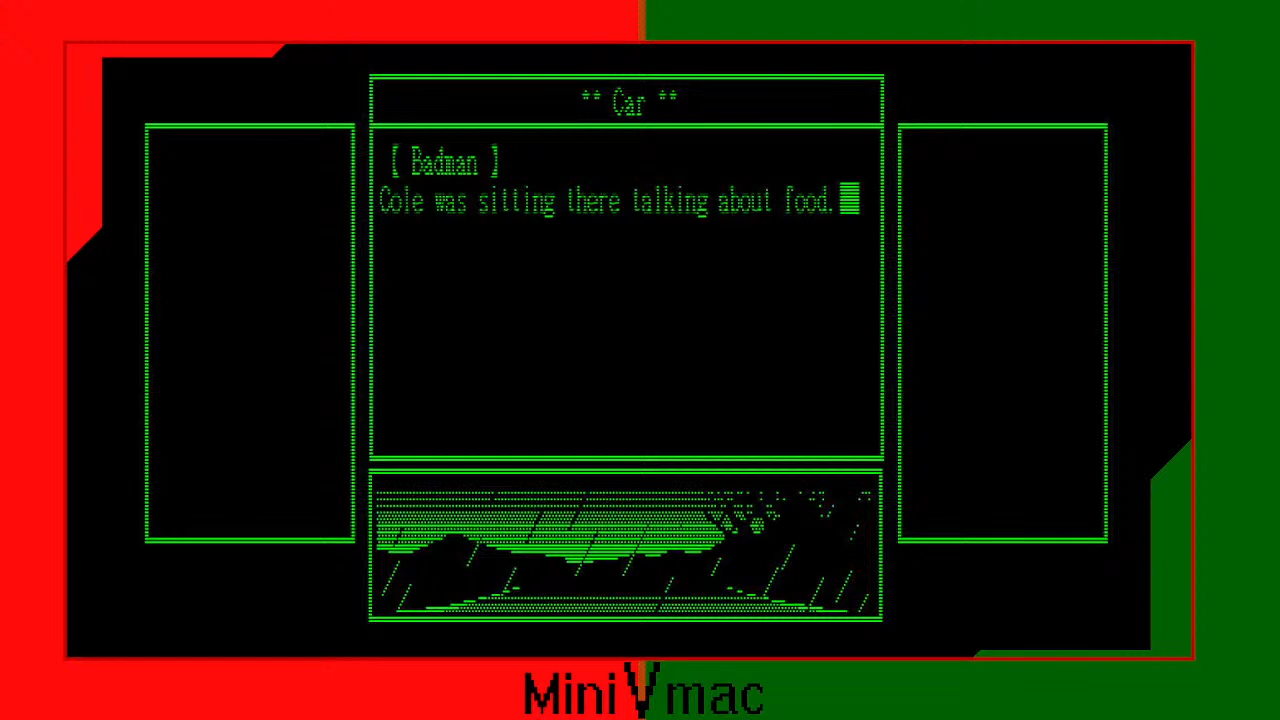 ** Car **
[ Badman ]
Cole was sitting there talking about food.
Mini Vmac